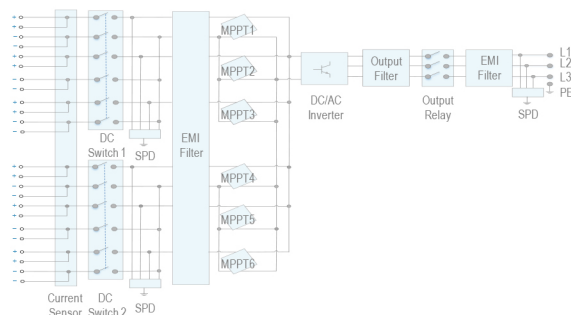 MPPT1
MPPT2
MPPT3
MPPT4
MPPT5
MPPT6
DC
Switch 1
SPD
EMI
Filter
Current
Sensor
DC
Switch 2
SPD
DC/AC
Inverter
Output
Filter
Output
Relay
EMI
Filter
SPD
L1
L2
L3
PE